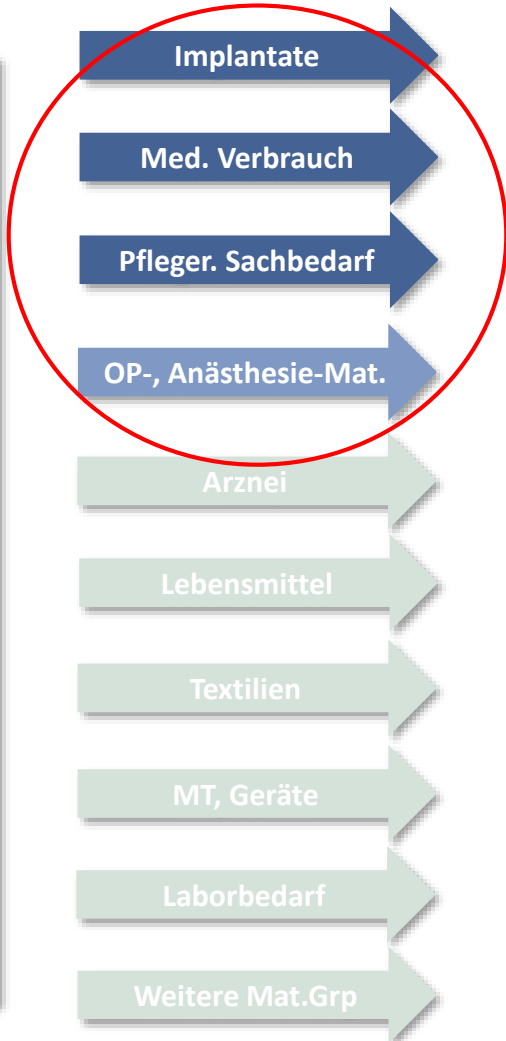 Implantate
Med. Verbrauch
Pfleger. Sachbedarf
OP-, Anästhesie-Mat.
Arznei
Lebensmittel
Textilien
MT, Geräte
Laborbedarf
Weitere Mat.Grp